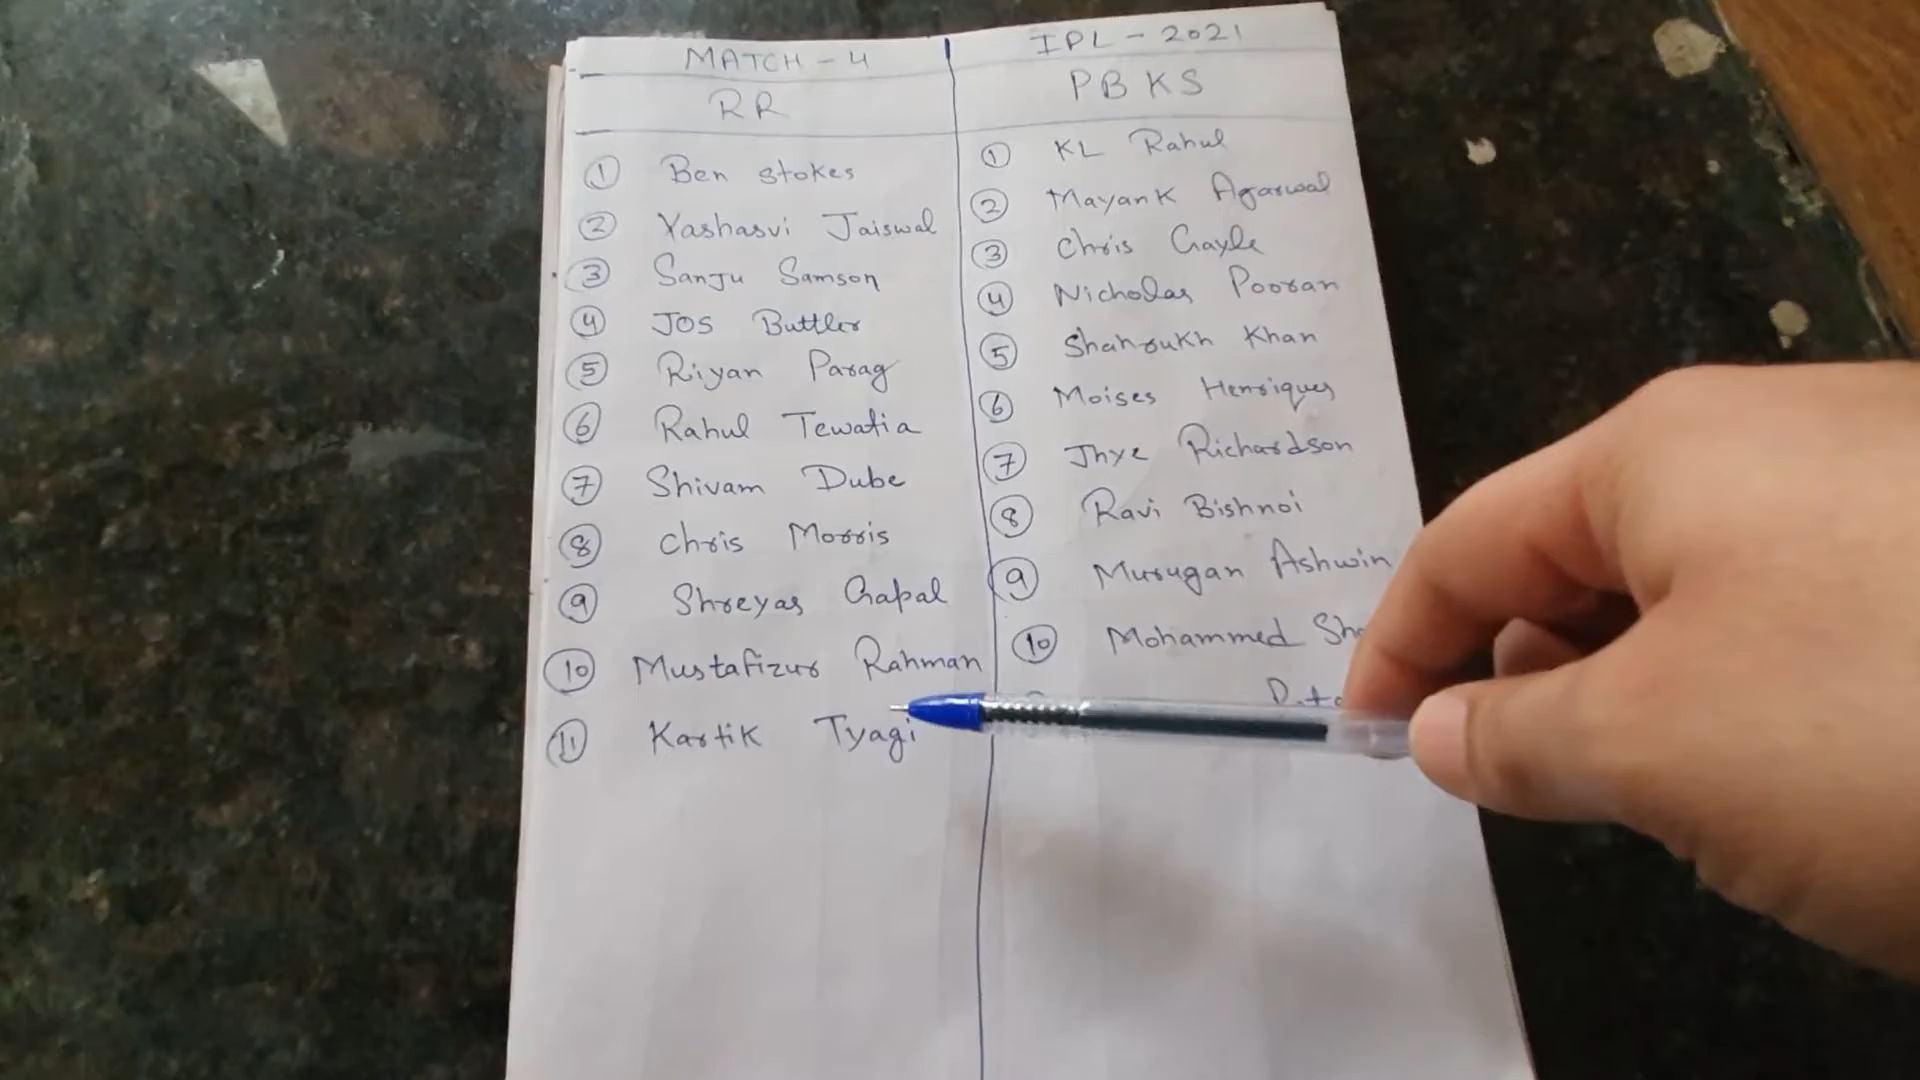 MATCH - 4
RR
① Ben Stokes
② Yashasvi Jaiswal
③ Sanju Samson
④ JOS Buttler
⑤ Riyan Parag
⑥ Rahul Tewatia
⑦ Shivam Dube
⑧ Chris Morris
⑨ Shreyas Gopal
⑩ Mustafizur Rahman
⑪ Kartik Tyagi
IPL - 2021
PBKS
① KL Rahul
② Mayank Agarwal
③ Chris Gayle
④ Nicholas Pooran
⑤ Shahrukh Khan
⑥ Moises Henriques
⑦ Jhye Richardson
⑧ Ravi Bishnoi
⑨ Murugan Ashwin
⑩ Mohammed